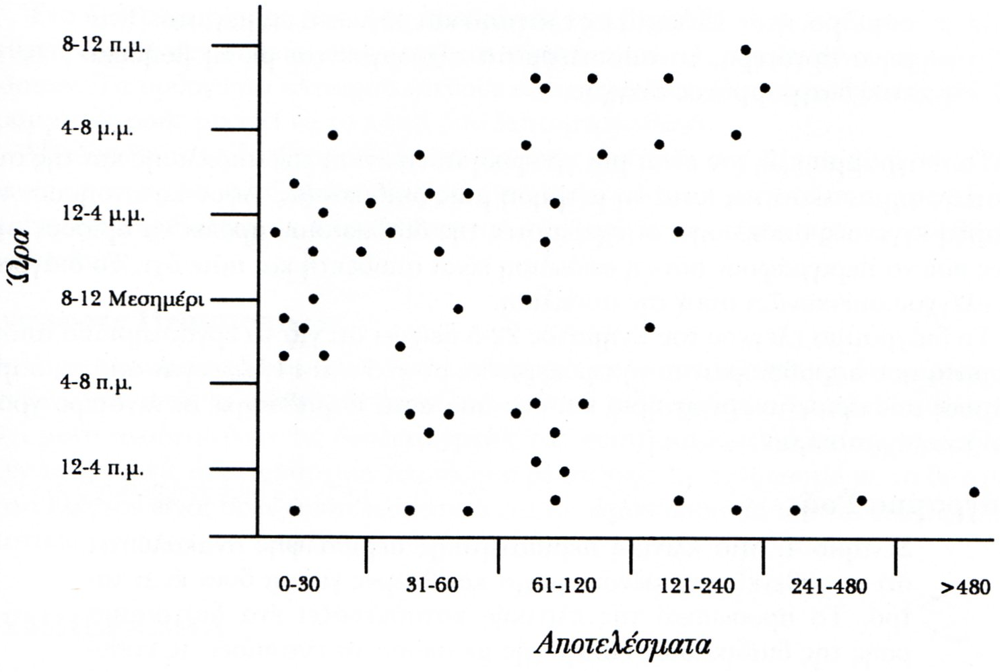 8-12 π.μ.
4-8 μ.μ.
12-4 μ.μ.
8-12 Μεσημέρι
4-8 π.μ.
12-4 π.μ.
Ώρα
0-30 31-60 61-120 121-240 241-480 >480
Αποτελέσματα